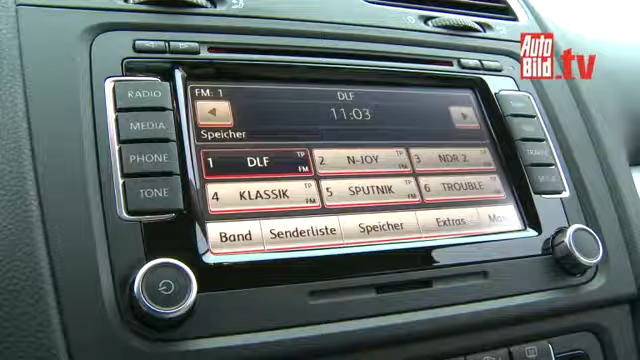 Auto
Bild.tv
RADIO
MEDIA
PHONE
TONE
FM: 1
DLF
11:03
Speicher
1 DLF TP FM
2 N-JOY TP FM
3 NDR 2 TP
4 KLASSIK TP FM
5 SPUTNIK TP FM
6 TROUBLE TP
Band Senderliste Speicher Extras